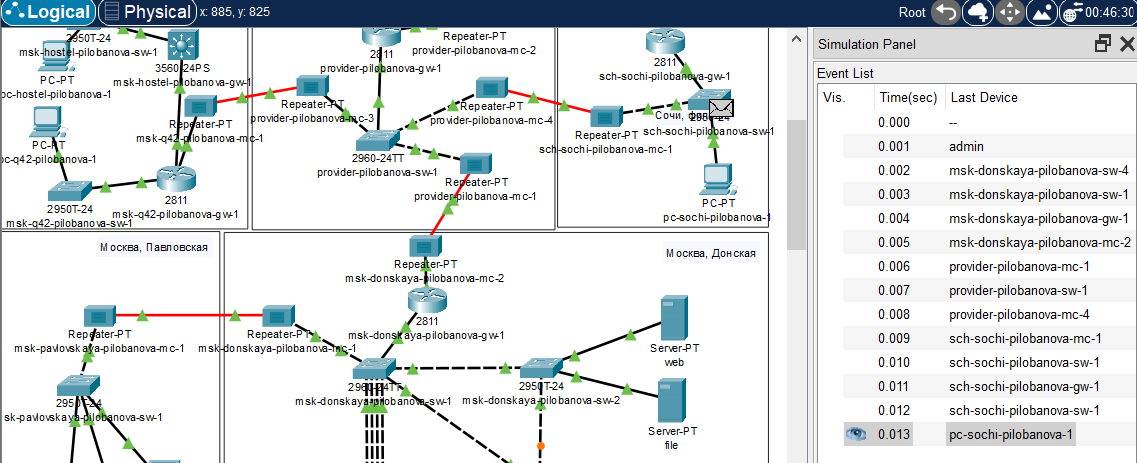 Logical
Physical
x: 885, y: 825
Root
00:46:30
2950T-24
msk-hostel-pilobanova-sw-1
PC-PT
pc-hostel-pilobanova-1
3560-24PS
msk-hostel-pilobanova-gw-1
Repeater-PT
msk-q42-pilobanova-mc-1
PC-PT
pc-q42-pilobanova-1
2950T-24
msk-q42-pilobanova-sw-1
2811
msk-q42-pilobanova-gw-1
2811
provider-pilobanova-gw-1
Repeater-PT
provider-pilobanova-mc-2
Repeater-PT
provider-pilobanova-mc-3
Repeater-PT
provider-pilobanova-mc-4
2960-24TT
provider-pilobanova-sw-1
Repeater-PT
provider-pilobanova-mc-1
2811
sch-sochi-pilobanova-gw-1
Сочи,
sch-sochi-pilobanova-sw-1
Repeater-PT
sch-sochi-pilobanova-mc-1
PC-PT
pc-sochi-pilobanova-1
Москва, Павловская
Repeater-PT
msk-pavlovskaya-pilobanova-mc-1
2950T-24
sk-pavlovskaya-pilobanova-sw-1
Москва, Донская
Repeater-PT
msk-donskaya-pilobanova-mc-2
2811
msk-donskaya-pilobanova-gw-1
Repeater-PT
msk-donskaya-pilobanova-mc-1
2960-24TT
msk-donskaya-pilobanova-sw-1
2950T-24
msk-donskaya-pilobanova-sw-2
Server-PT
web
Server-PT
file
Simulation Panel
Event List
Vis. Time(sec) Last Device
0.000 --
0.001 admin
0.002 msk-donskaya-pilobanova-sw-4
0.003 msk-donskaya-pilobanova-sw-1
0.004 msk-donskaya-pilobanova-gw-1
0.005 msk-donskaya-pilobanova-mc-2
0.006 provider-pilobanova-mc-1
0.007 provider-pilobanova-sw-1
0.008 provider-pilobanova-mc-4
0.009 sch-sochi-pilobanova-mc-1
0.010 sch-sochi-pilobanova-sw-1
0.011 sch-sochi-pilobanova-gw-1
0.012 sch-sochi-pilobanova-sw-1
0.013 pc-sochi-pilobanova-1